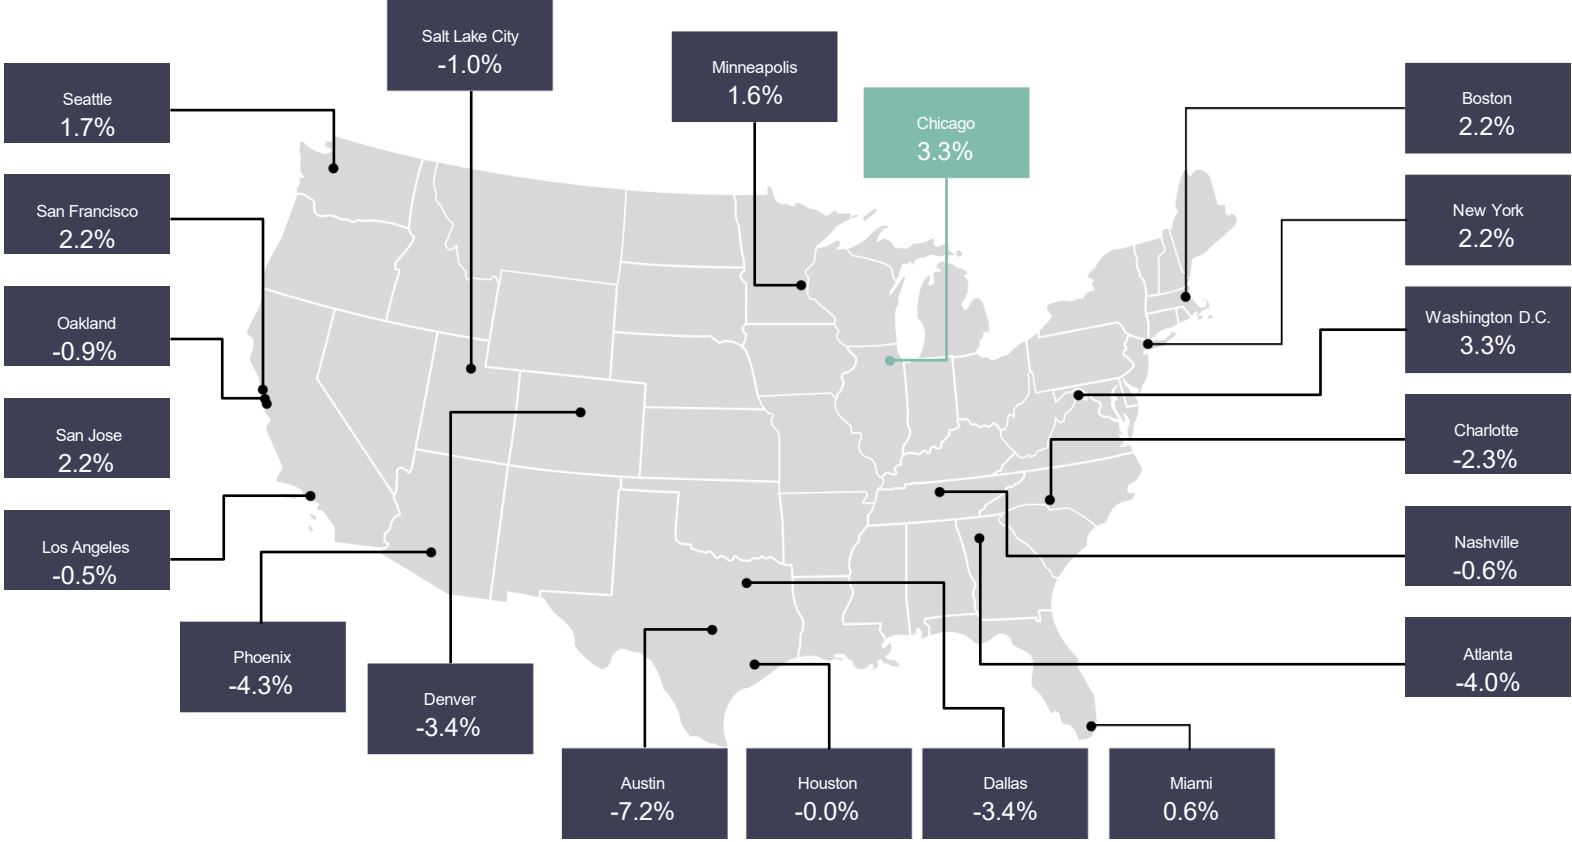 Salt Lake City
-1.0%
Minneapolis
1.6%
Seattle
1.7%
Chicago
3.3%
Boston
2.2%
San Francisco
2.2%
New York
2.2%
Oakland
-0.9%
Washington D.C.
3.3%
San Jose
2.2%
Charlotte
-2.3%
Los Angeles
-0.5%
Nashville
-0.6%
Phoenix
-4.3%
Atlanta
-4.0%
Denver
-3.4%
Austin
-7.2%
Houston
-0.0%
Dallas
-3.4%
Miami
0.6%